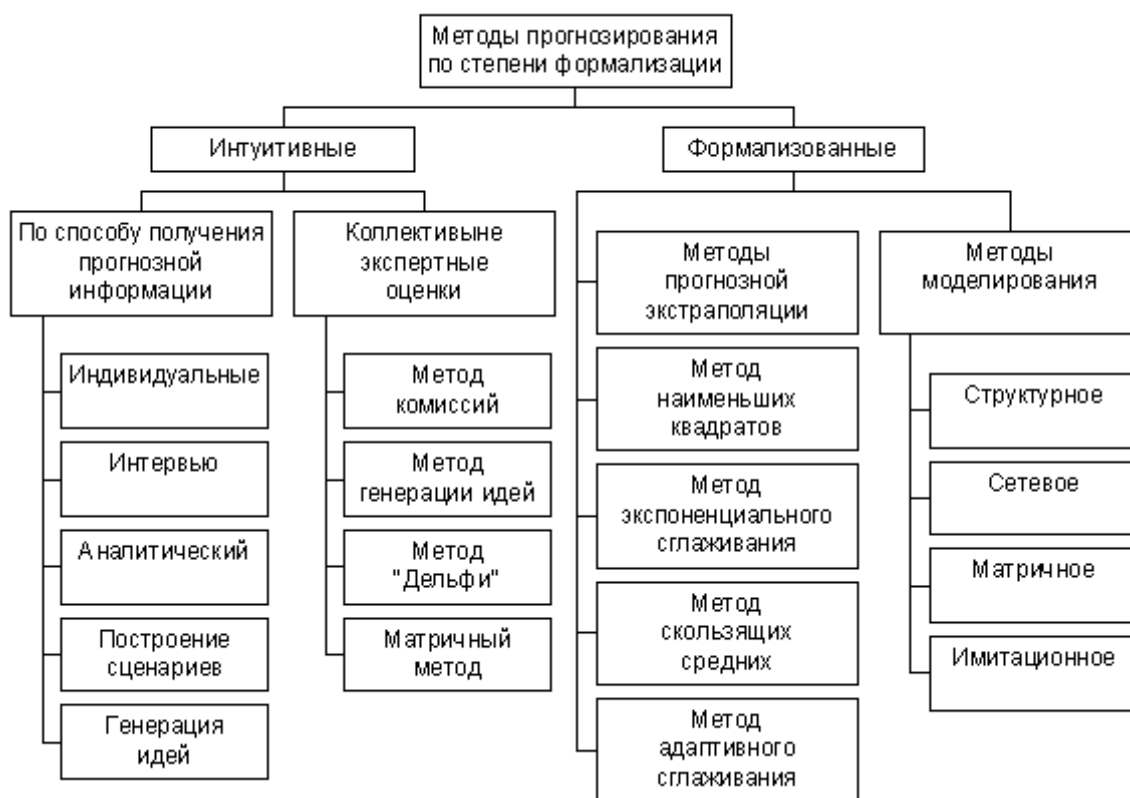 Методы прогнозирования
по степени формализации
Интуитивные
Формализованные
По способу получения
прогнозной
информации
Коллективыне
экспертные
оценки
Методы
прогнозной
экстраполяции
Методы
моделирования
Индивидуальные
Интервью
Аналитический
Построение
сценариев
Генерация
идей
Метод
комиссий
Метод
генерации идей
Метод
"Дельфи"
Матричный
метод
Метод
наименьших
квадратов
Метод
экспоненциального
сглаживания
Метод
скользящих
средних
Метод
адаптивного
сглаживания
Структурное
Сетевое
Матричное
Имитационное